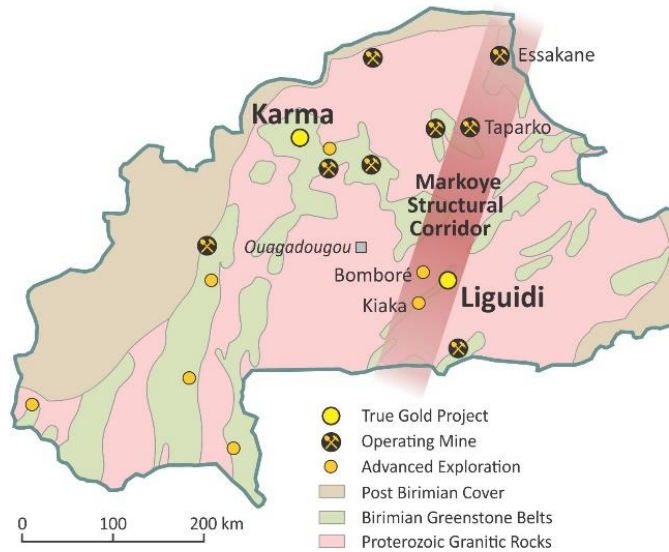 Essakane
Karma
Taparko
Markoye
Structural
Corridor
Ouagadougou
Bomboré
Kiaka
Liguidi
True Gold Project
Operating Mine
Advanced Exploration
Post Birimian Cover
Birimian Greenstone Belts
Proterozoic Granitic Rocks
0 100 200 km